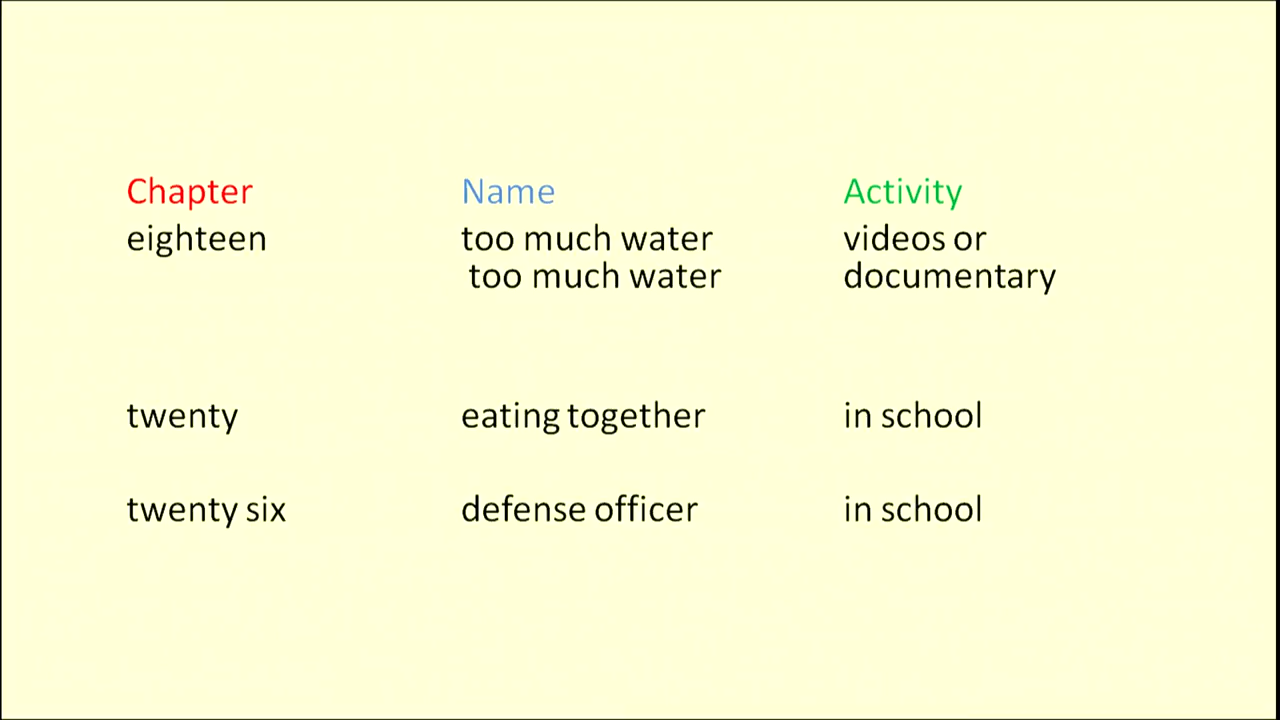 Chapter Name Activity
eighteen too much water videos or
too much water documentary
twenty eating together in school
twenty six defense officer in school